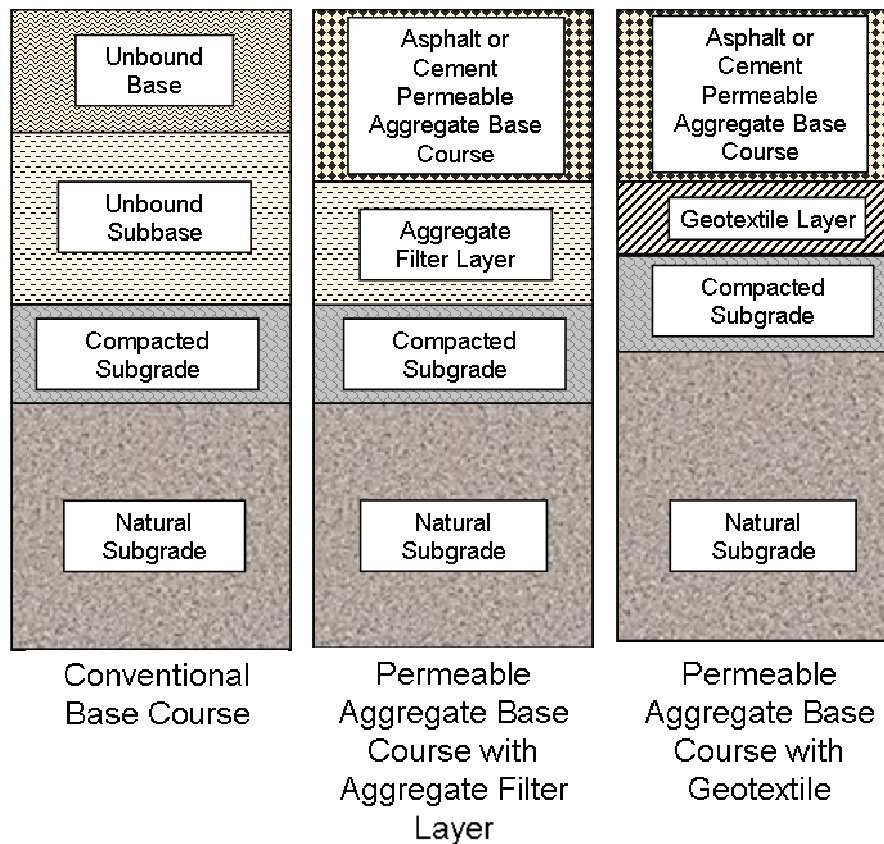 Unbound
Base
Unbound
Subbase
Compacted
Subgrade
Natural
Subgrade
Conventional
Base Course
Asphalt or
Cement
Permeable
Aggregate Base
Course
Aggregate
Filter Layer
Compacted
Subgrade
Natural
Subgrade
Permeable
Aggregate Base
Course with
Aggregate Filter
Layer
Asphalt or
Cement
Permeable
Aggregate Base
Course
Geotextile Layer
Compacted
Subgrade
Natural
Subgrade
Permeable
Aggregate Base
Course with
Geotextile